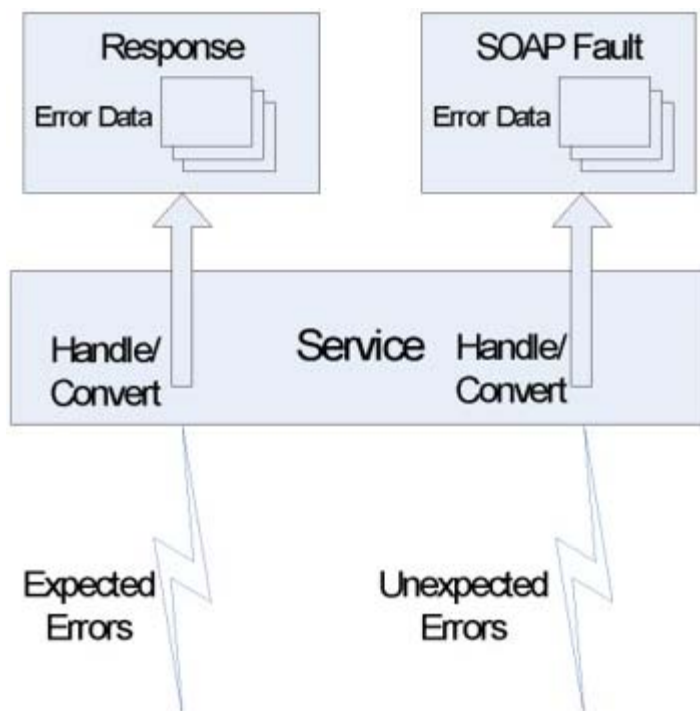 Response
Error Data
SOAP Fault
Error Data
Handle/
Convert
Service
Handle/
Convert
Expected
Errors
Unexpected
Errors